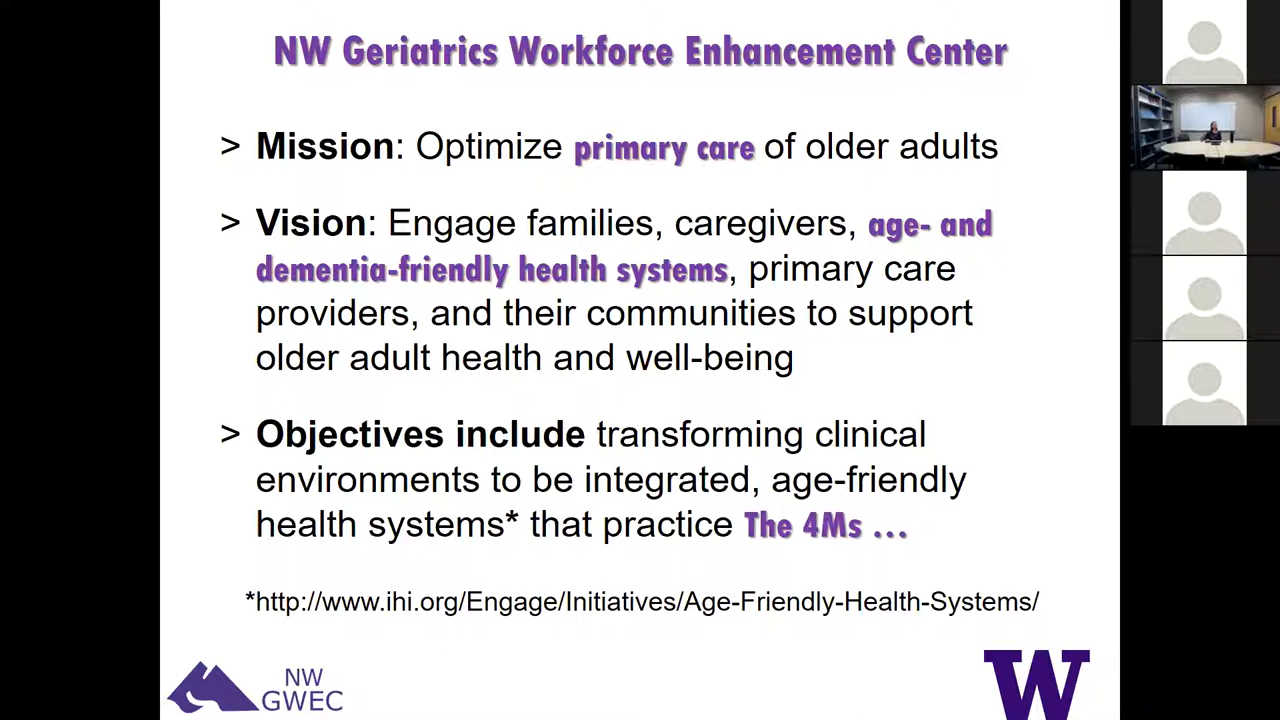 NW Geriatrics Workforce Enhancement Center
> Mission: Optimize primary care of older adults
> Vision: Engage families, caregivers, age- and
dementia-friendly health systems, primary care
providers, and their communities to support
older adult health and well-being
> Objectives include transforming clinical
environments to be integrated, age-friendly
health systems* that practice The 4Ms ...
*http://www.ihi.org/Engage/Initiatives/Age-Friendly-Health-Systems/
NW
GWEC
W